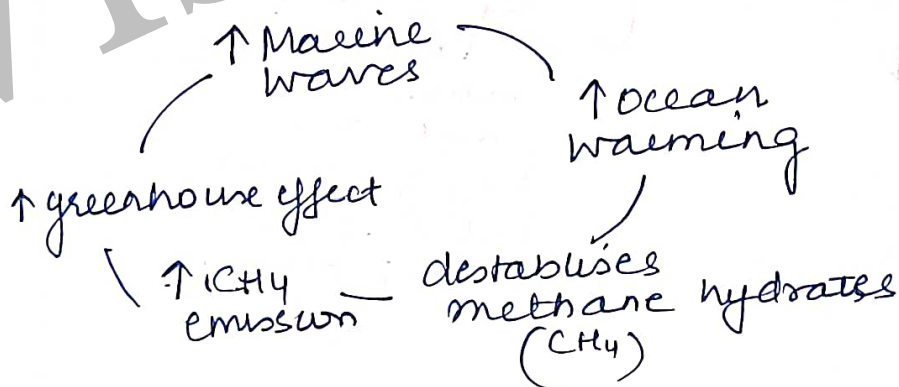 ↑ Marine
waves
↑ ocean
warming
destablises
methane hydrates
(CH4)
↑ CH4
emission
↑ greenhouse effect